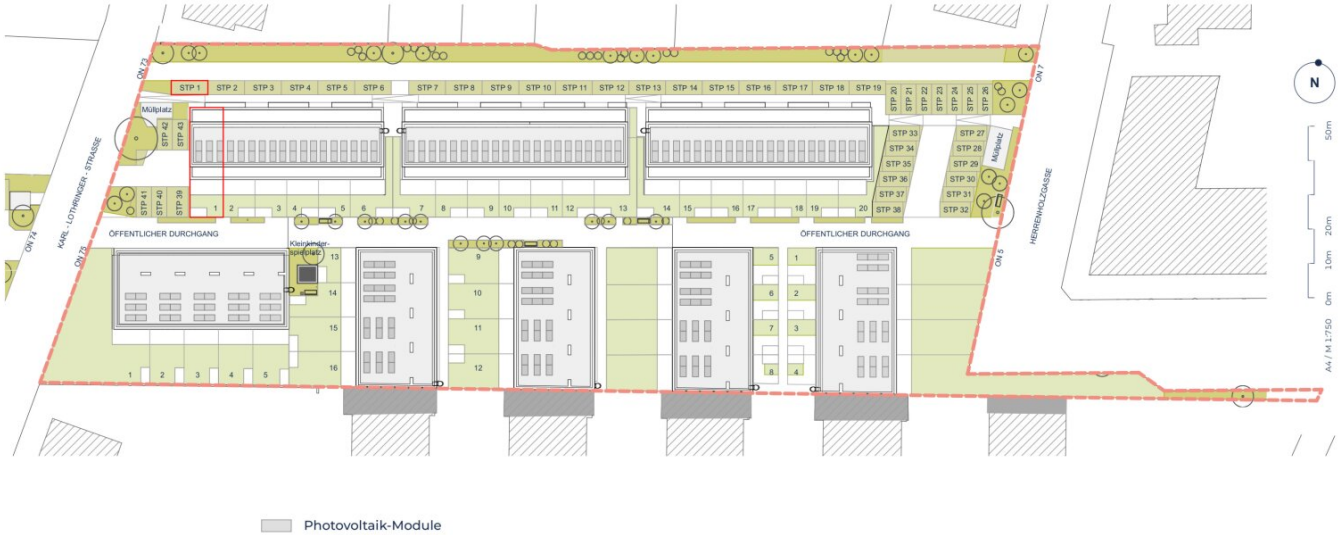 ON 73
ON 7
STP 1 STP 2 STP 3 STP 4 STP 5 STP 6 STP 7 STP 8 STP 9 STP 10 STP 11 STP 12 STP 13 STP 14 STP 15 STP 16 STP 17 STP 18 STP 19
STP 20
STP 21
STP 22
STP 23
STP 24
STP 25
STP 26
N
Müllplatz
STP 42
STP 43
STP 33
STP 34
STP 35
STP 36
STP 37
STP 38
STP 27
STP 28
STP 29
STP 30
STP 31
STP 32
Müllplatz
STP 41
STP 40
STP 39
KARL - LOTHRINGER - STRASSE
HERRENHOLZGASSE
ON 74
ON 75
ON 5
1 2 3 4 5 6 7 8 9 10 11 12 13 14 15 16 17 18 19 20
ÖFFENTLICHER DURCHGANG
ÖFFENTLICHER DURCHGANG
Kleinkinder-
spielplatz
13
14
15
16
9
10
11
12
5
6
7
8
1
2
3
4
1 2 3 4 5
50m
20m
10m
0m
A4 / M 1:750
Photovoltaik-Module